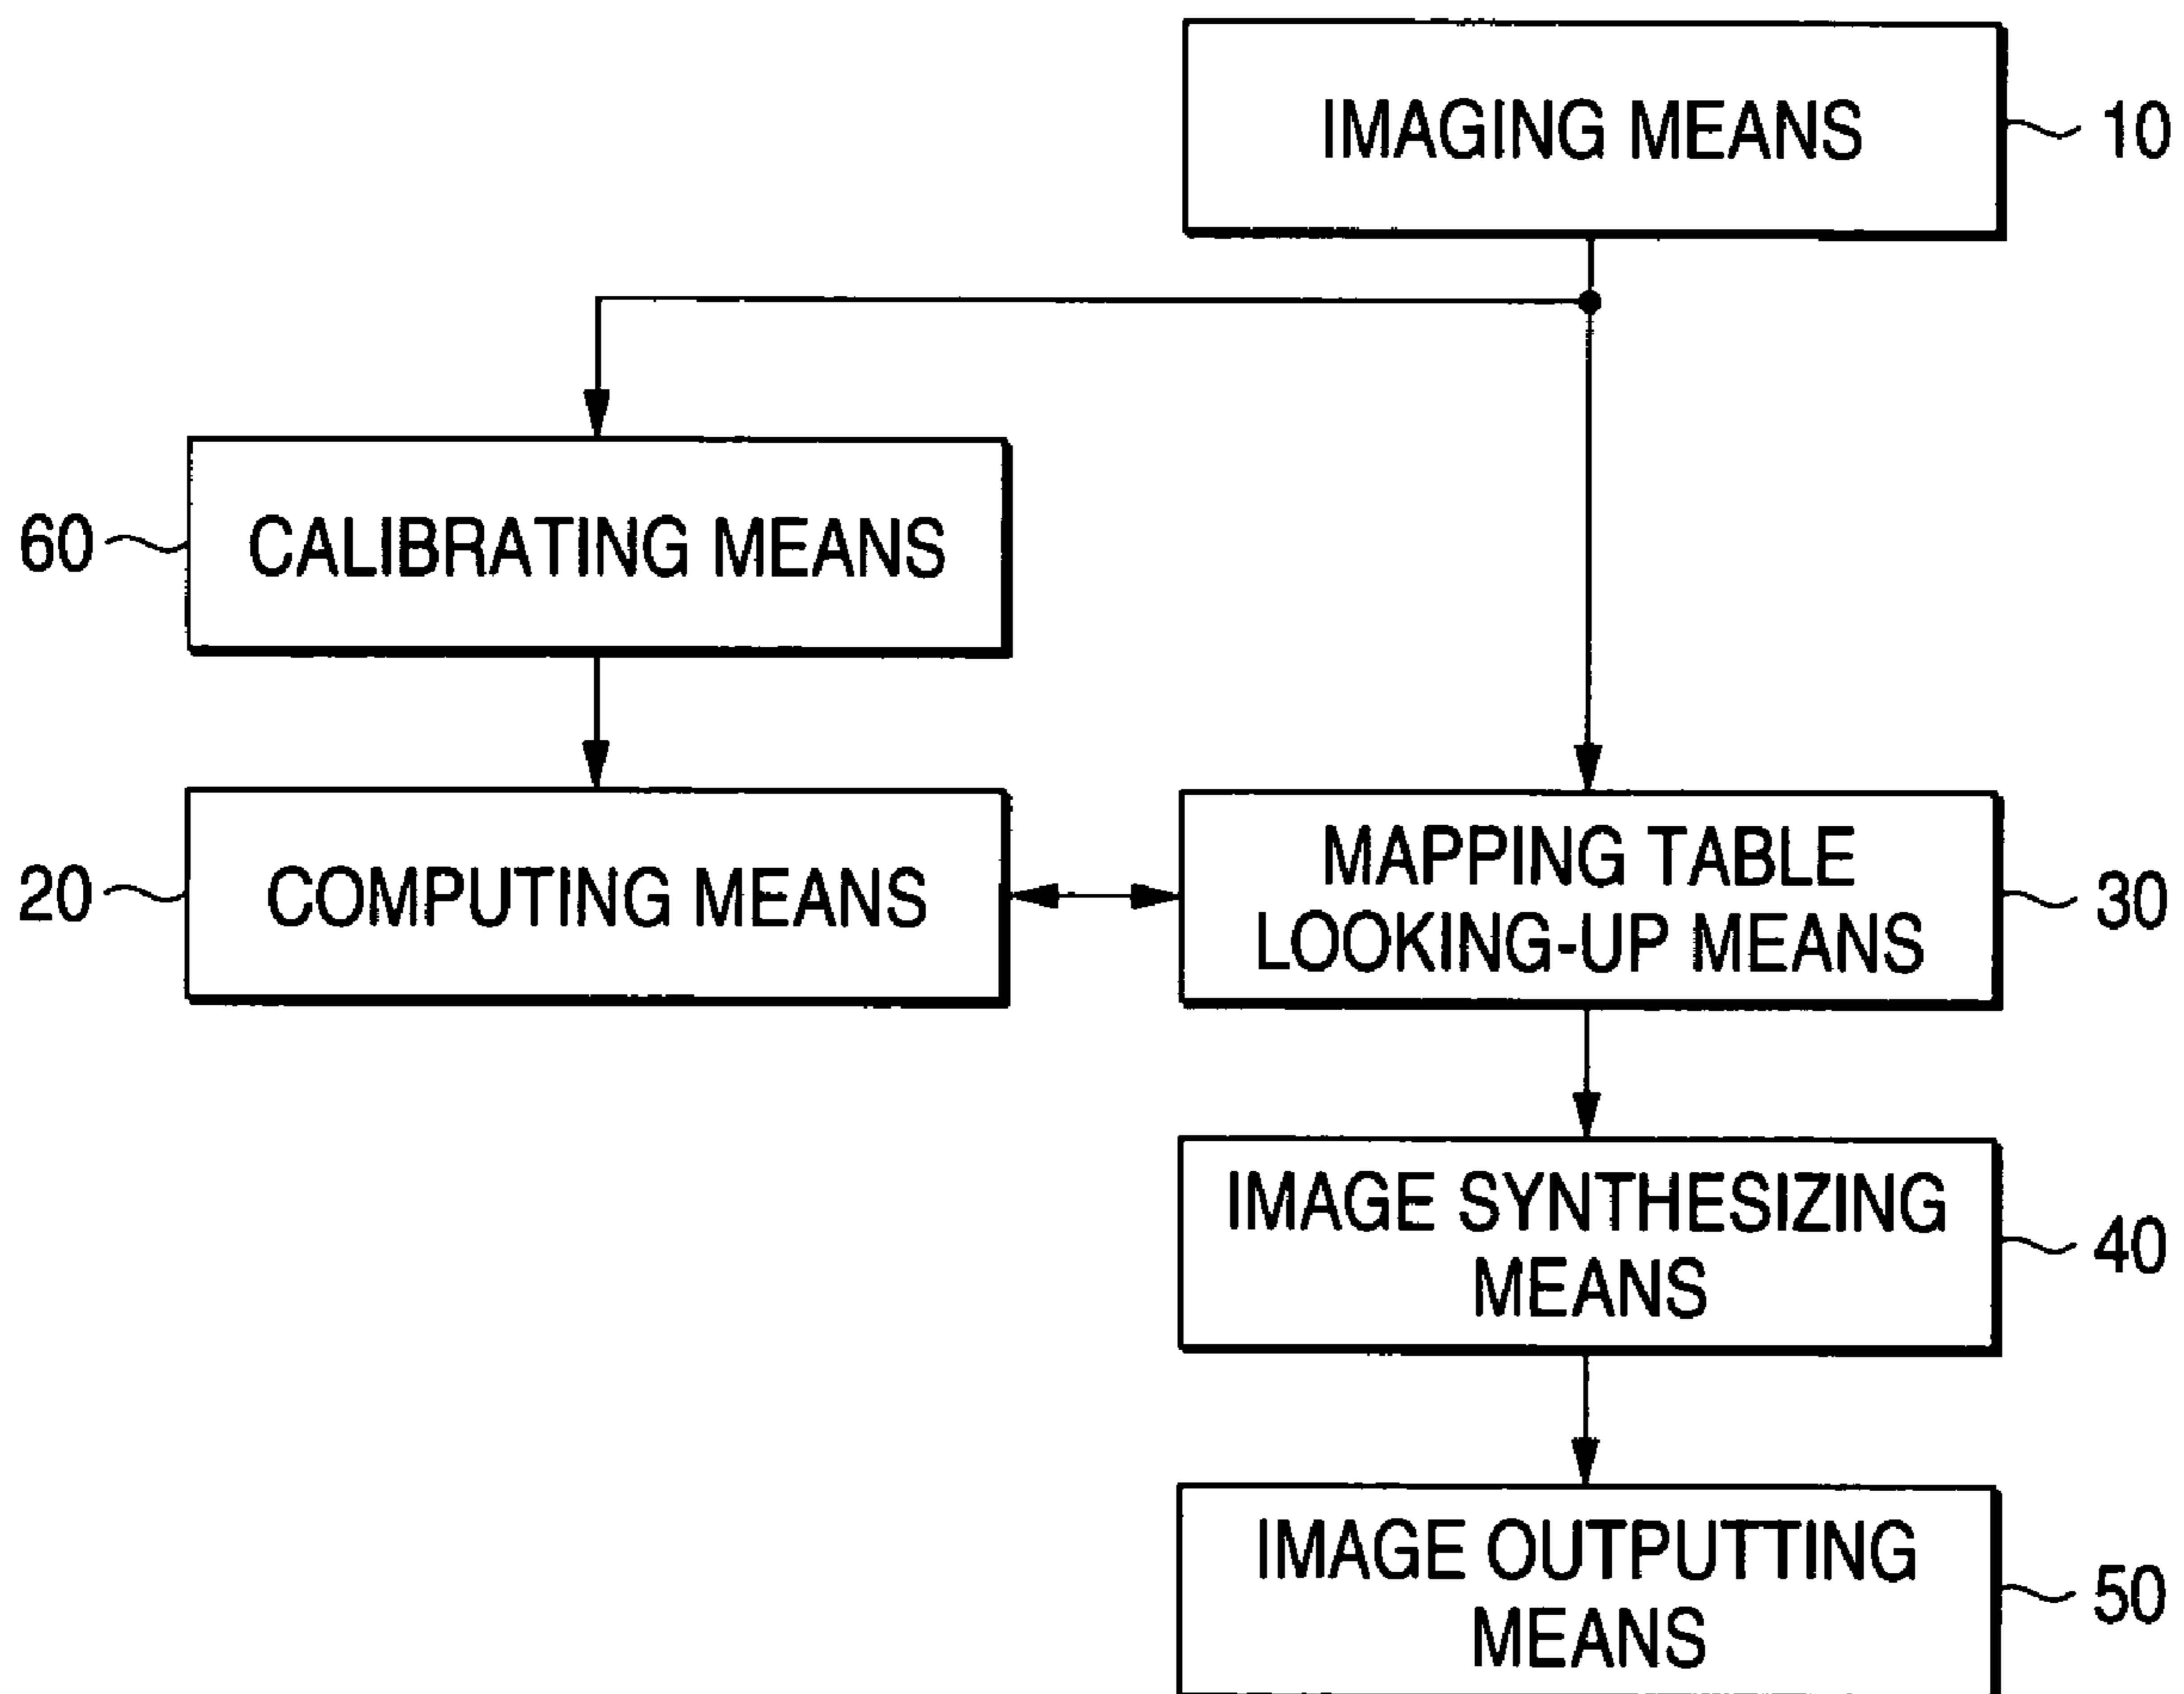 IMAGING MEANS
10
60
CALIBRATING MEANS
20
COMPUTING MEANS
MAPPING TABLE
LOOKING-UP MEANS
30
IMAGE SYNTHESIZING
MEANS
40
IMAGE OUTPUTTING
MEANS
50